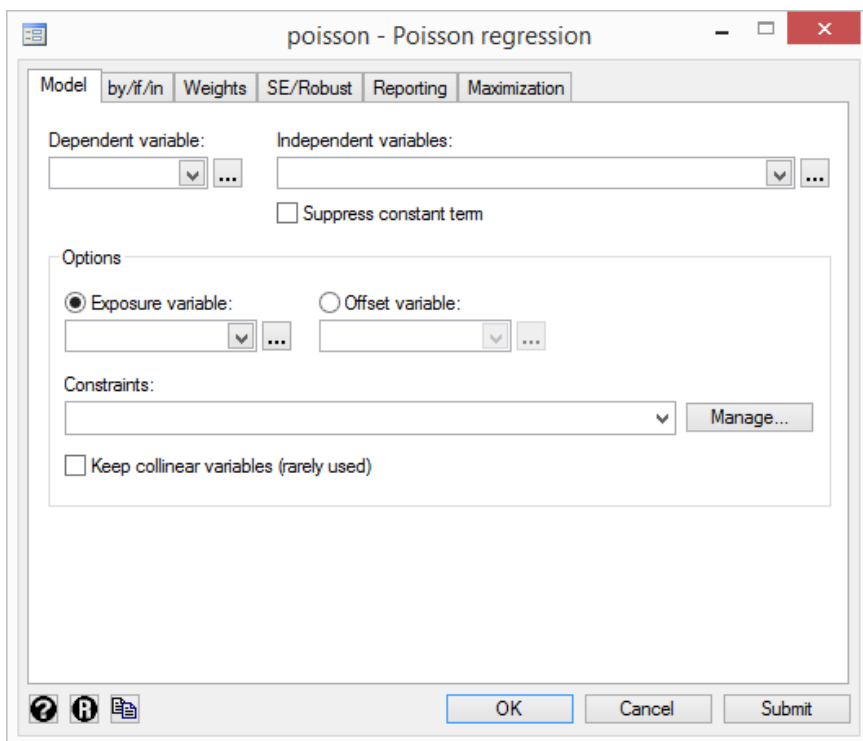 poisson - Poisson regression
Model by/if/in Weights SE/Robust Reporting Maximization
Dependent variable: Independent variables:
...  ...
Suppress constant term
Options
Exposure variable: Offset variable:
...  ...
Constraints:
Manage...
Keep collinear variables (rarely used)
? R OK Cancel Submit